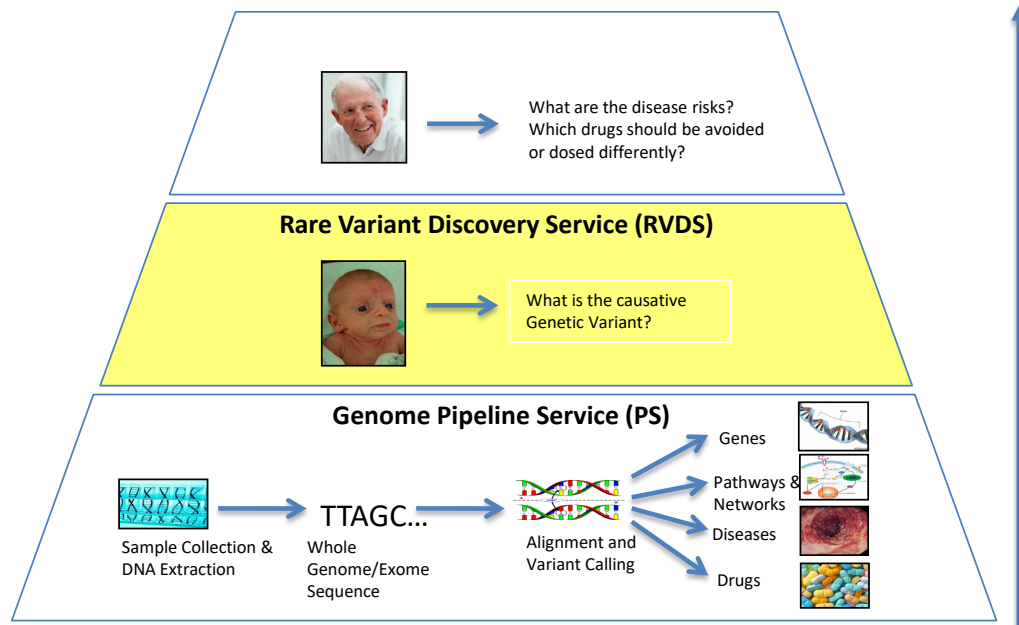 What are the disease risks?
Which drugs should be avoided
or dosed differently?
Rare Variant Discovery Service (RVDS)
What is the causative
Genetic Variant?
Genome Pipeline Service (PS)
Genes
Pathways &
Networks
Diseases
Drugs
TTAGC...
Sample Collection &
DNA Extraction
Whole
Genome/Exome
Sequence
Alignment and
Variant Calling